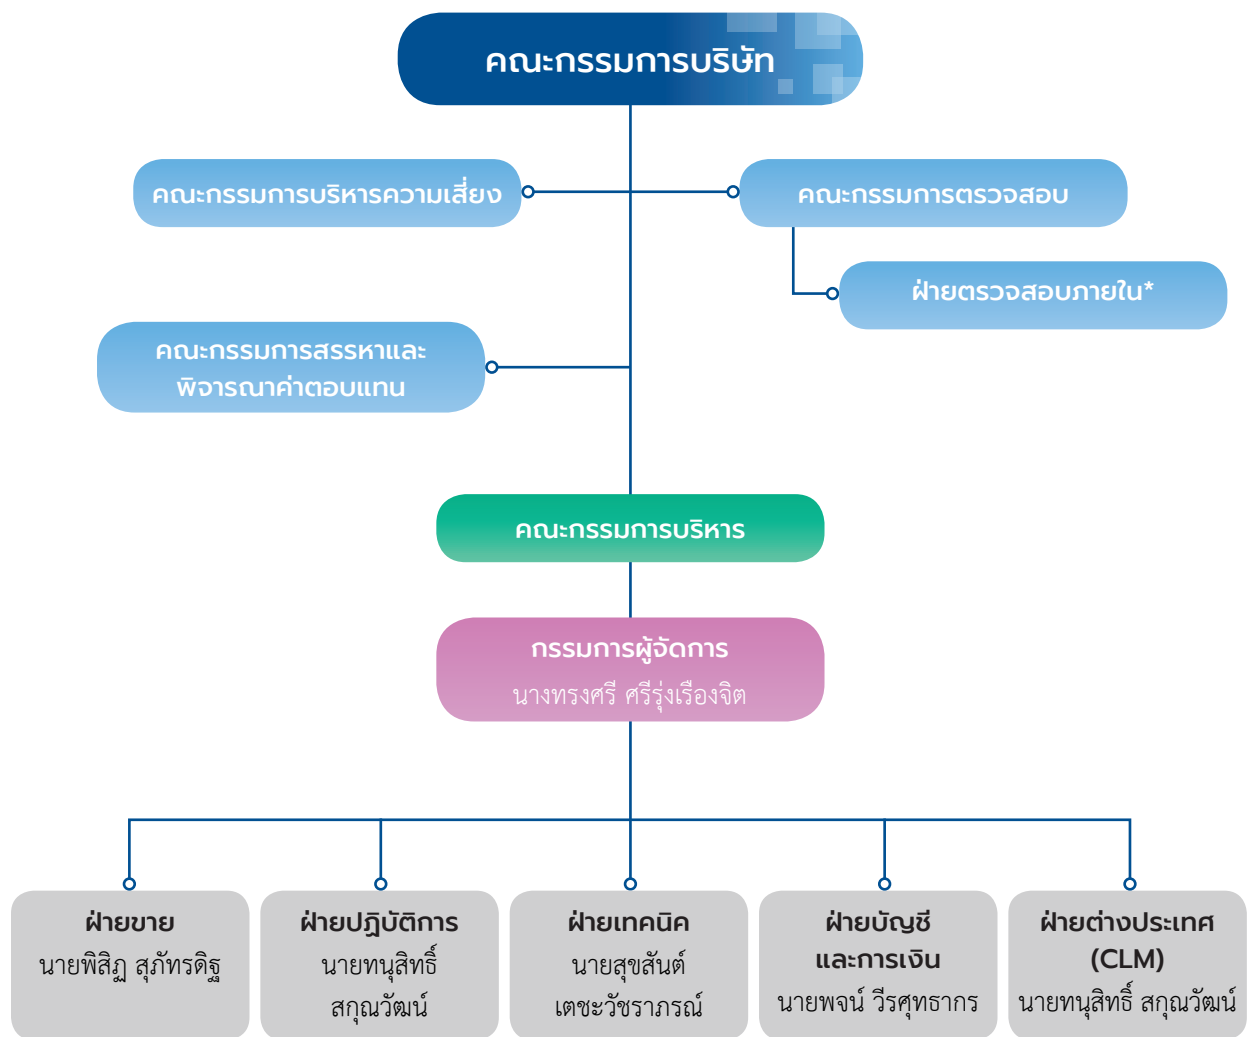 คณะกรรมการบริษัท
คณะกรรมการบริหารความเสี่ยง
คณะกรรมการตรวจสอบ
ฝ่ายตรวจสอบภายใน*
คณะกรรมการสรรหาและ
พิจารณาค่าตอบแทน
คณะกรรมการบริหาร
กรรมการผู้จัดการ
นางทรงศรี ศรีรุ่งเรืองจิต
ฝ่ายขาย
นายพิสิฏ สุภัทรดิฐ
ฝ่ายปฏิบัติการ
นายทนุสิทธิ์
สกุณวัฒน์
ฝ่ายเทคนิค
นายสุขสันต์
เตชะวัชราภรณ์
ฝ่ายบัญชี
และการเงิน
นายพจน์ วีรศุทธากร
ฝ่ายต่างประเทศ
(CLM)
นายทนุสิทธิ์ สกุณวัฒน์